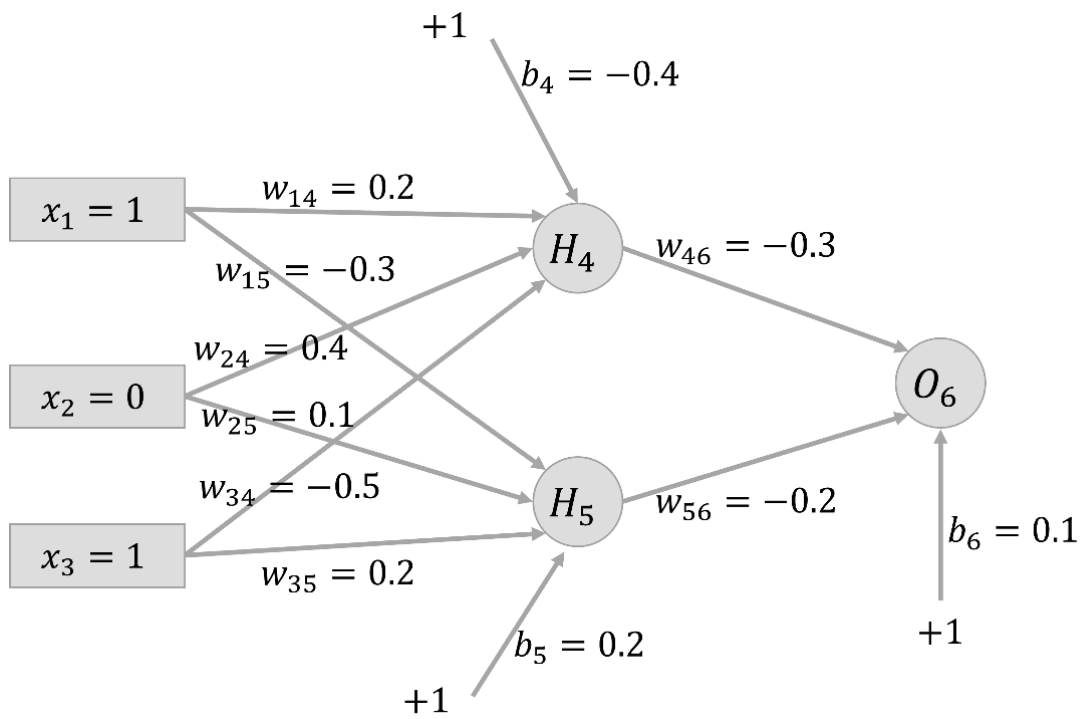 +1
b₄ = −0.4
x₁ = 1
w₁₄ = 0.2
w₁₅ = −0.3
H₄
w₄₆ = −0.3
w₂₄ = 0.4
x₂ = 0
w₂₅ = 0.1
O₆
w₃₄ = −0.5
H₅
w₅₆ = −0.2
x₃ = 1
w₃₅ = 0.2
b₆ = 0.1
b₅ = 0.2
+1
+1